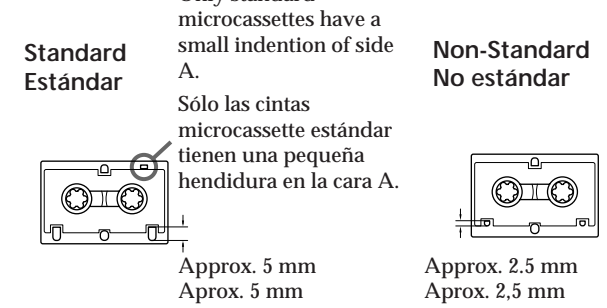 Only standard
microcassettes have a
small indention of side
A.
Sólo las cintas
microcassette estándar
tienen una pequeña
hendidura en la cara A.
Standard
Estándar
Non-Standard
No estándar
Approx. 5 mm
Aprox. 5 mm
Approx. 2.5 mm
Aprox. 2,5 mm